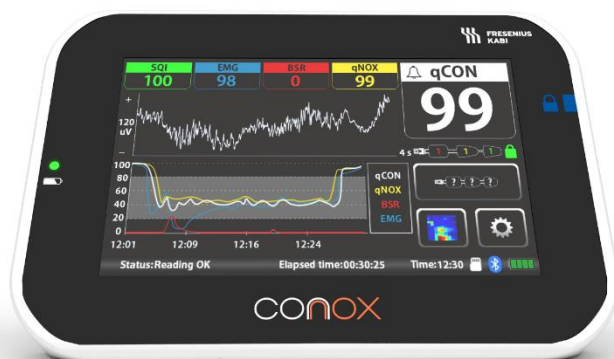 FRESENIUS
KABI
SQI
100
EMG
98
BSR
0
qNOX
99
qCON
99
+
120
uV
-
4 s
1
1
1
? ? ?
100
80
60
40
20
0
qCON
qNOX
BSR
EMG
12:01
12:09
12:16
12:24
Status:Reading OK
Elapsed time:00:30:25
Time:12:30
conox